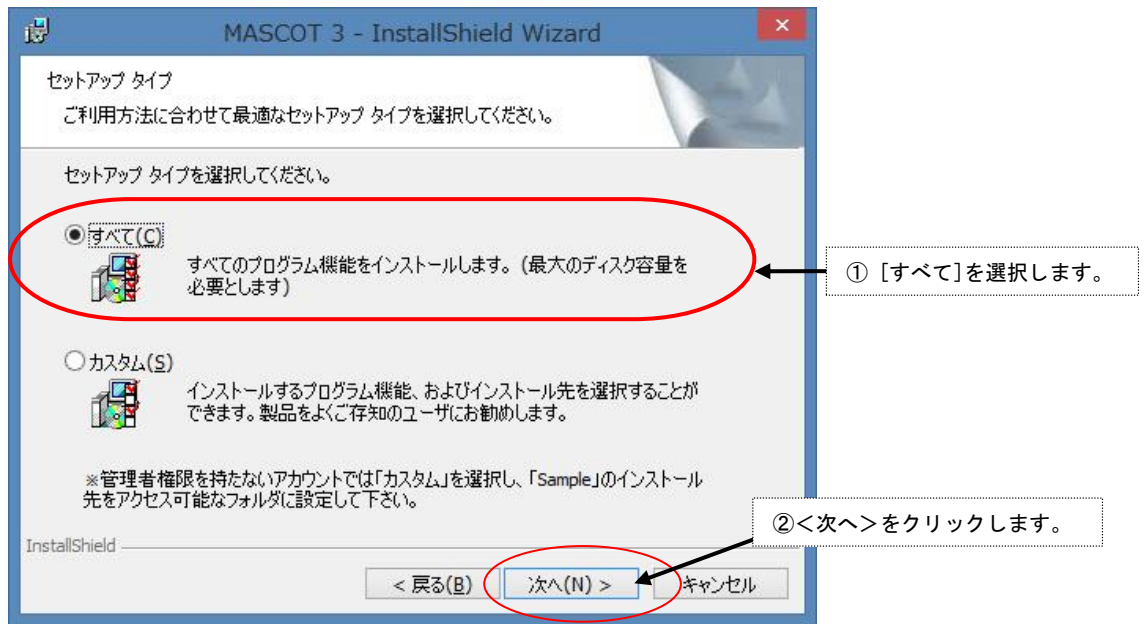 MASCOT 3 - InstallShield Wizard
セットアップ タイプ
ご利用方法に合わせて最適なセットアップ タイプを選択してください。
セットアップ タイプを選択してください。
すべて(C)
すべてのプログラム機能をインストールします。(最大のディスク容量を
必要とします)
① [すべて]を選択します。
カスタム(S)
インストールするプログラム機能、およびインストール先を選択することが
できます。製品をよくご存知のユーザにお勧めします。
※管理者権限を持たないアカウントでは「カスタム」を選択し、「Sample」のインストール
先をアクセス可能なフォルダに設定して下さい。
②<次へ>をクリックします。
InstallShield
< 戻る(B)
次へ(N) >
キャンセル